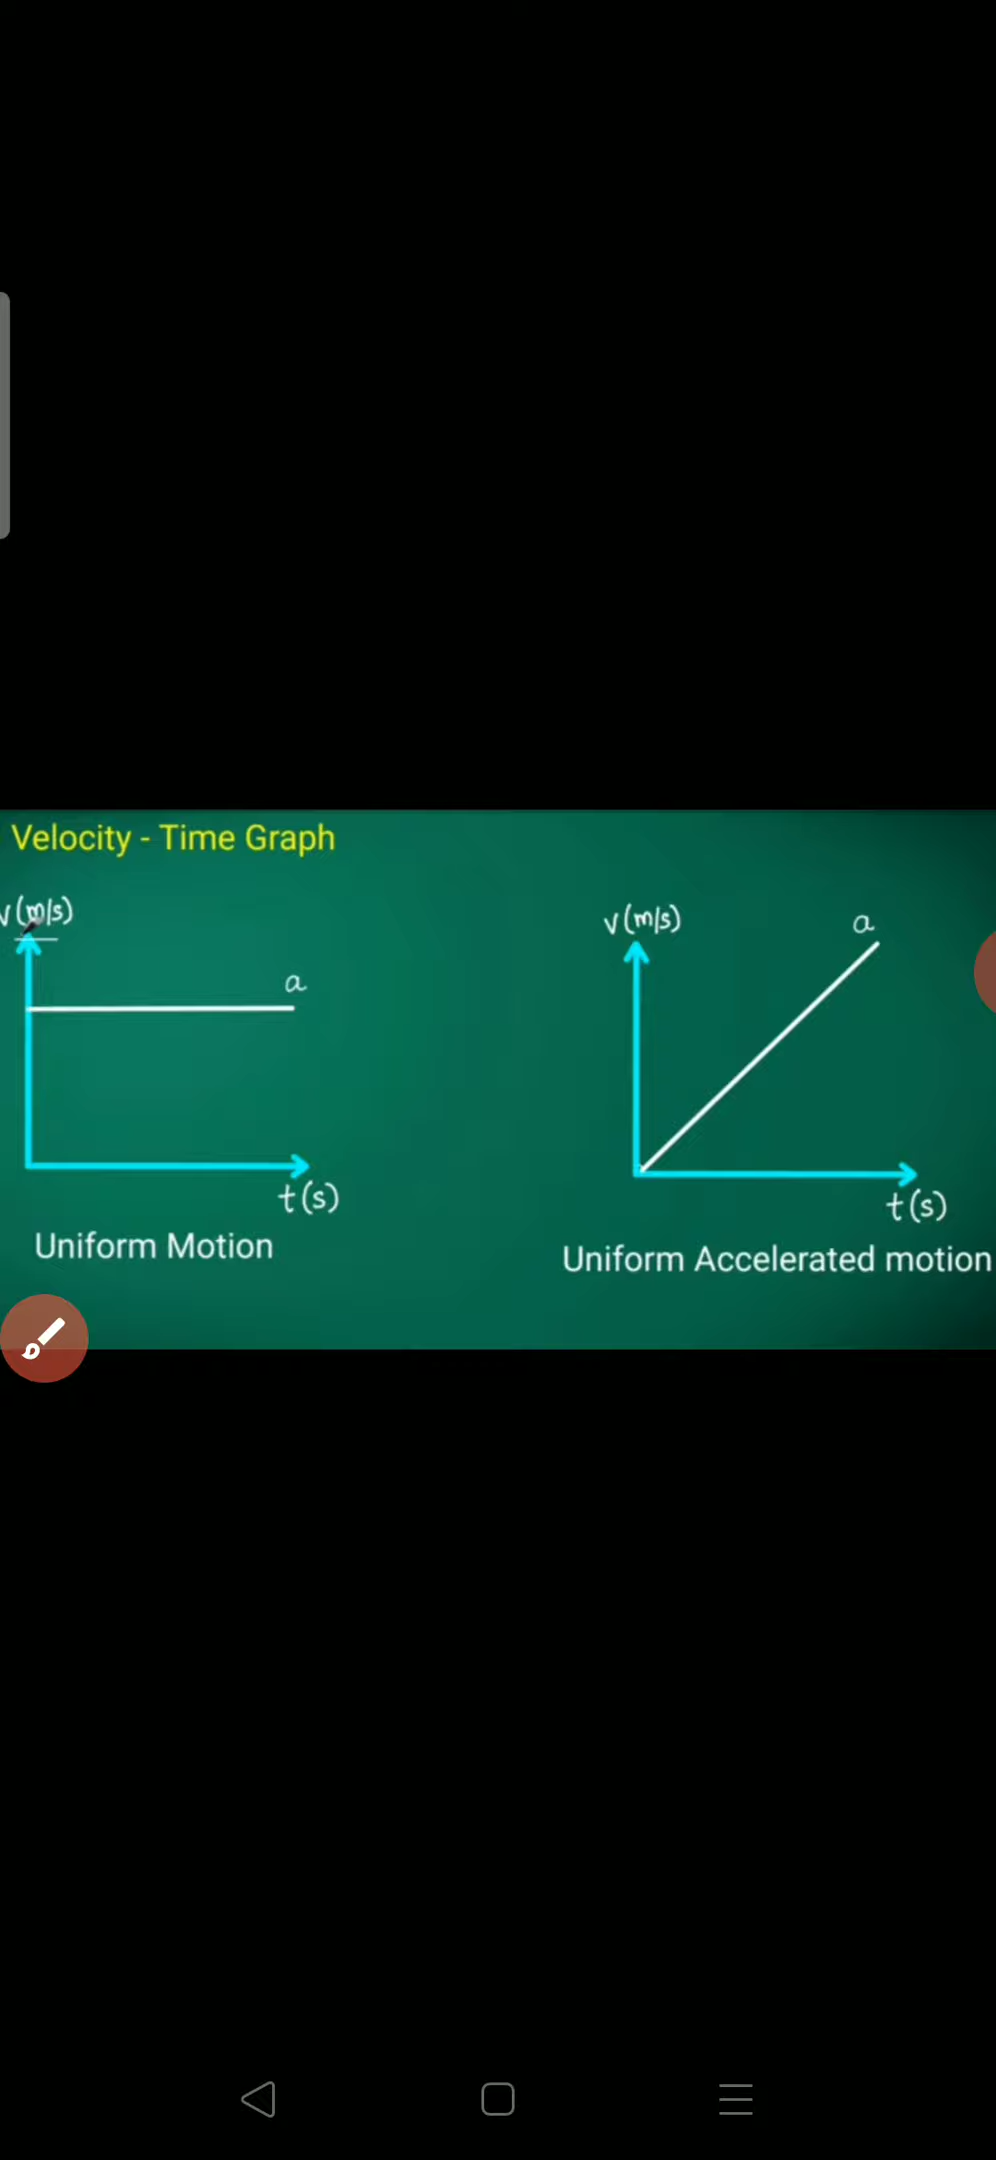 Velocity - Time Graph
v(m/s)
a
t(s)
Uniform Motion
v(m/s)
a
t(s)
Uniform Accelerated motion